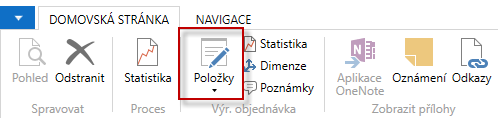 DOMOVSKÁ STRÁNKA NAVIGACE
Pohled Odstranit Statistika Položky Statistika Dimenze Poznámky Aplikace OneNote Oznámení Odkazy
Spravovat Proces Výr. objednávka Zobrazit přílohy